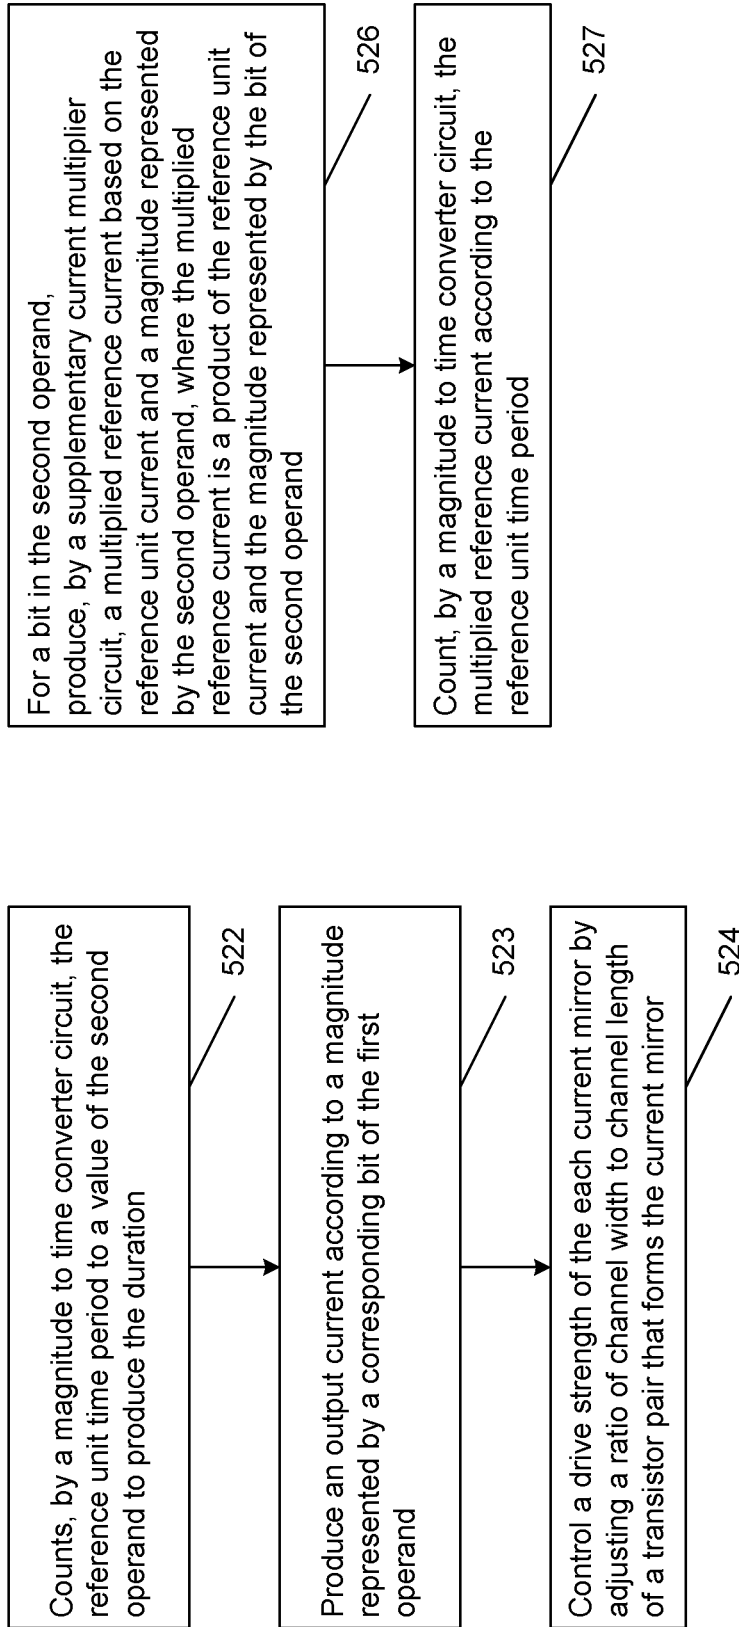 Counts, by a magnitude to time converter circuit, the
reference unit time period to a value of the second
operand to produce the duration
522
Produce an output current according to a magnitude
represented by a corresponding bit of the first
operand
523
Control a drive strength of the each current mirror by
adjusting a ratio of channel width to channel length
of a transistor pair that forms the current mirror
524
For a bit in the second operand,
produce, by a supplementary current multiplier
circuit, a multiplied reference current based on the
reference unit current and a magnitude represented
by the second operand, where the multiplied
reference current is a product of the reference unit
current and the magnitude represented by the bit of
the second operand
526
Count, by a magnitude to time converter circuit, the
multiplied reference current according to the
reference unit time period
527